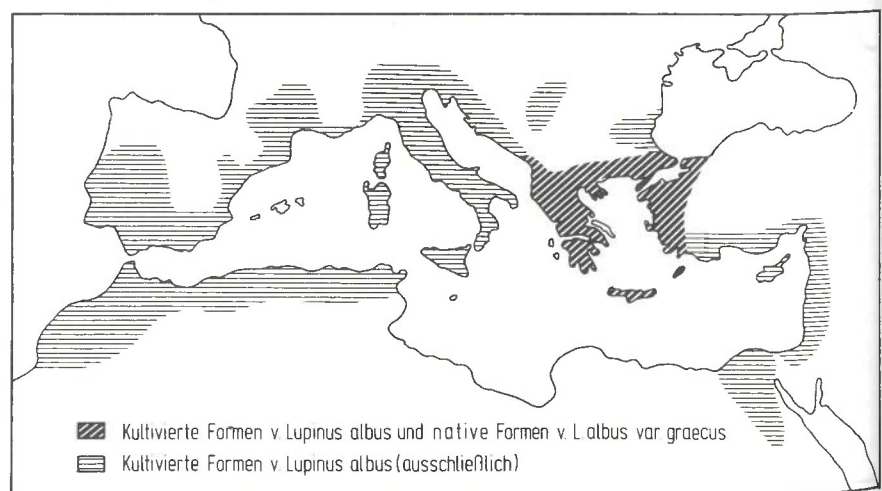 Kultivierte Formen v. Lupinus albus und native Formen v. L. albus var. graecus
Kultivierte Formen v. Lupinus albus (ausschließlich)